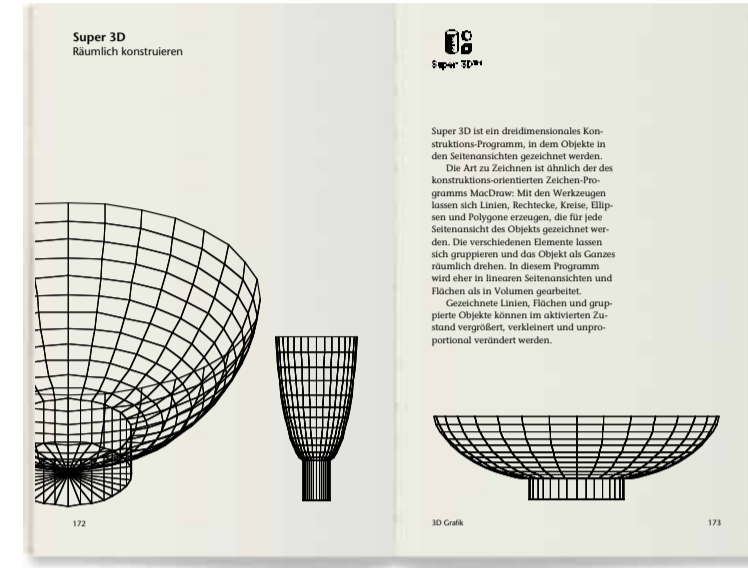 Super 3D
Räumlich konstruieren
172
Super 3D™
Super 3D ist ein dreidimensionales Kon-
struktions-Programm, in dem Objekte in
den Seitenansichten gezeichnet werden.
Die Art zu Zeichnen ist ähnlich der des
konstruktions-orientierten Zeichen-Pro-
gramms MacDraw: Mit den Werkzeugen
lassen sich Linien, Rechtecke, Kreise, Ellip-
sen und Polygone erzeugen, die für jede
Seitenansicht des Objekts gezeichnet wer-
den. Die verschiedenen Elemente lassen
sich gruppieren und das Objekt als Ganzes
räumlich drehen. In diesem Programm
wird eher in linearen Seitenansichten und
Flächen als in Volumen gearbeitet.
Gezeichnete Linien, Flächen und grup-
pierte Objekte können im aktivierten Zu-
stand vergrößert, verkleinert und unpro-
portional verändert werden.
3D Grafik
173